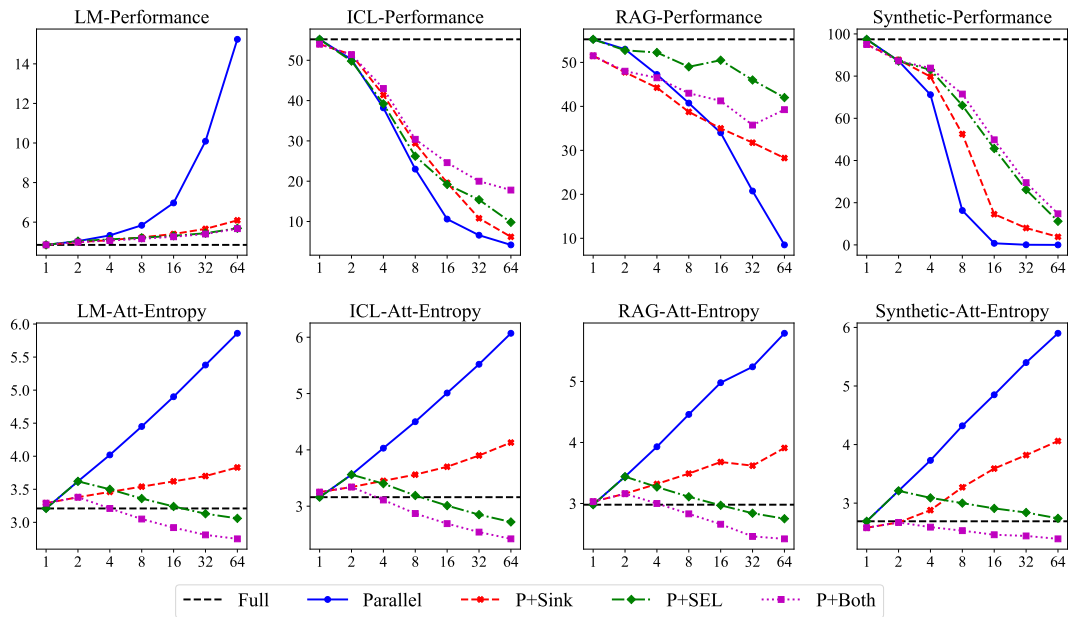 LM-Performance
14
12
10
8
6
1 2 4 8 16 32 64
ICL-Performance
50
40
30
20
10
1 2 4 8 16 32 64
RAG-Performance
50
40
30
20
10
1 2 4 8 16 32 64
Synthetic-Performance
100
80
60
40
20
0
1 2 4 8 16 32 64
LM-Att-Entropy
6.0
5.5
5.0
4.5
4.0
3.5
3.0
1 2 4 8 16 32 64
ICL-Att-Entropy
6
5
4
3
1 2 4 8 16 32 64
RAG-Att-Entropy
5
4
3
1 2 4 8 16 32 64
Synthetic-Att-Entropy
6
5
4
3
1 2 4 8 16 32 64
Full Parallel P+Sink P+SEL P+Both